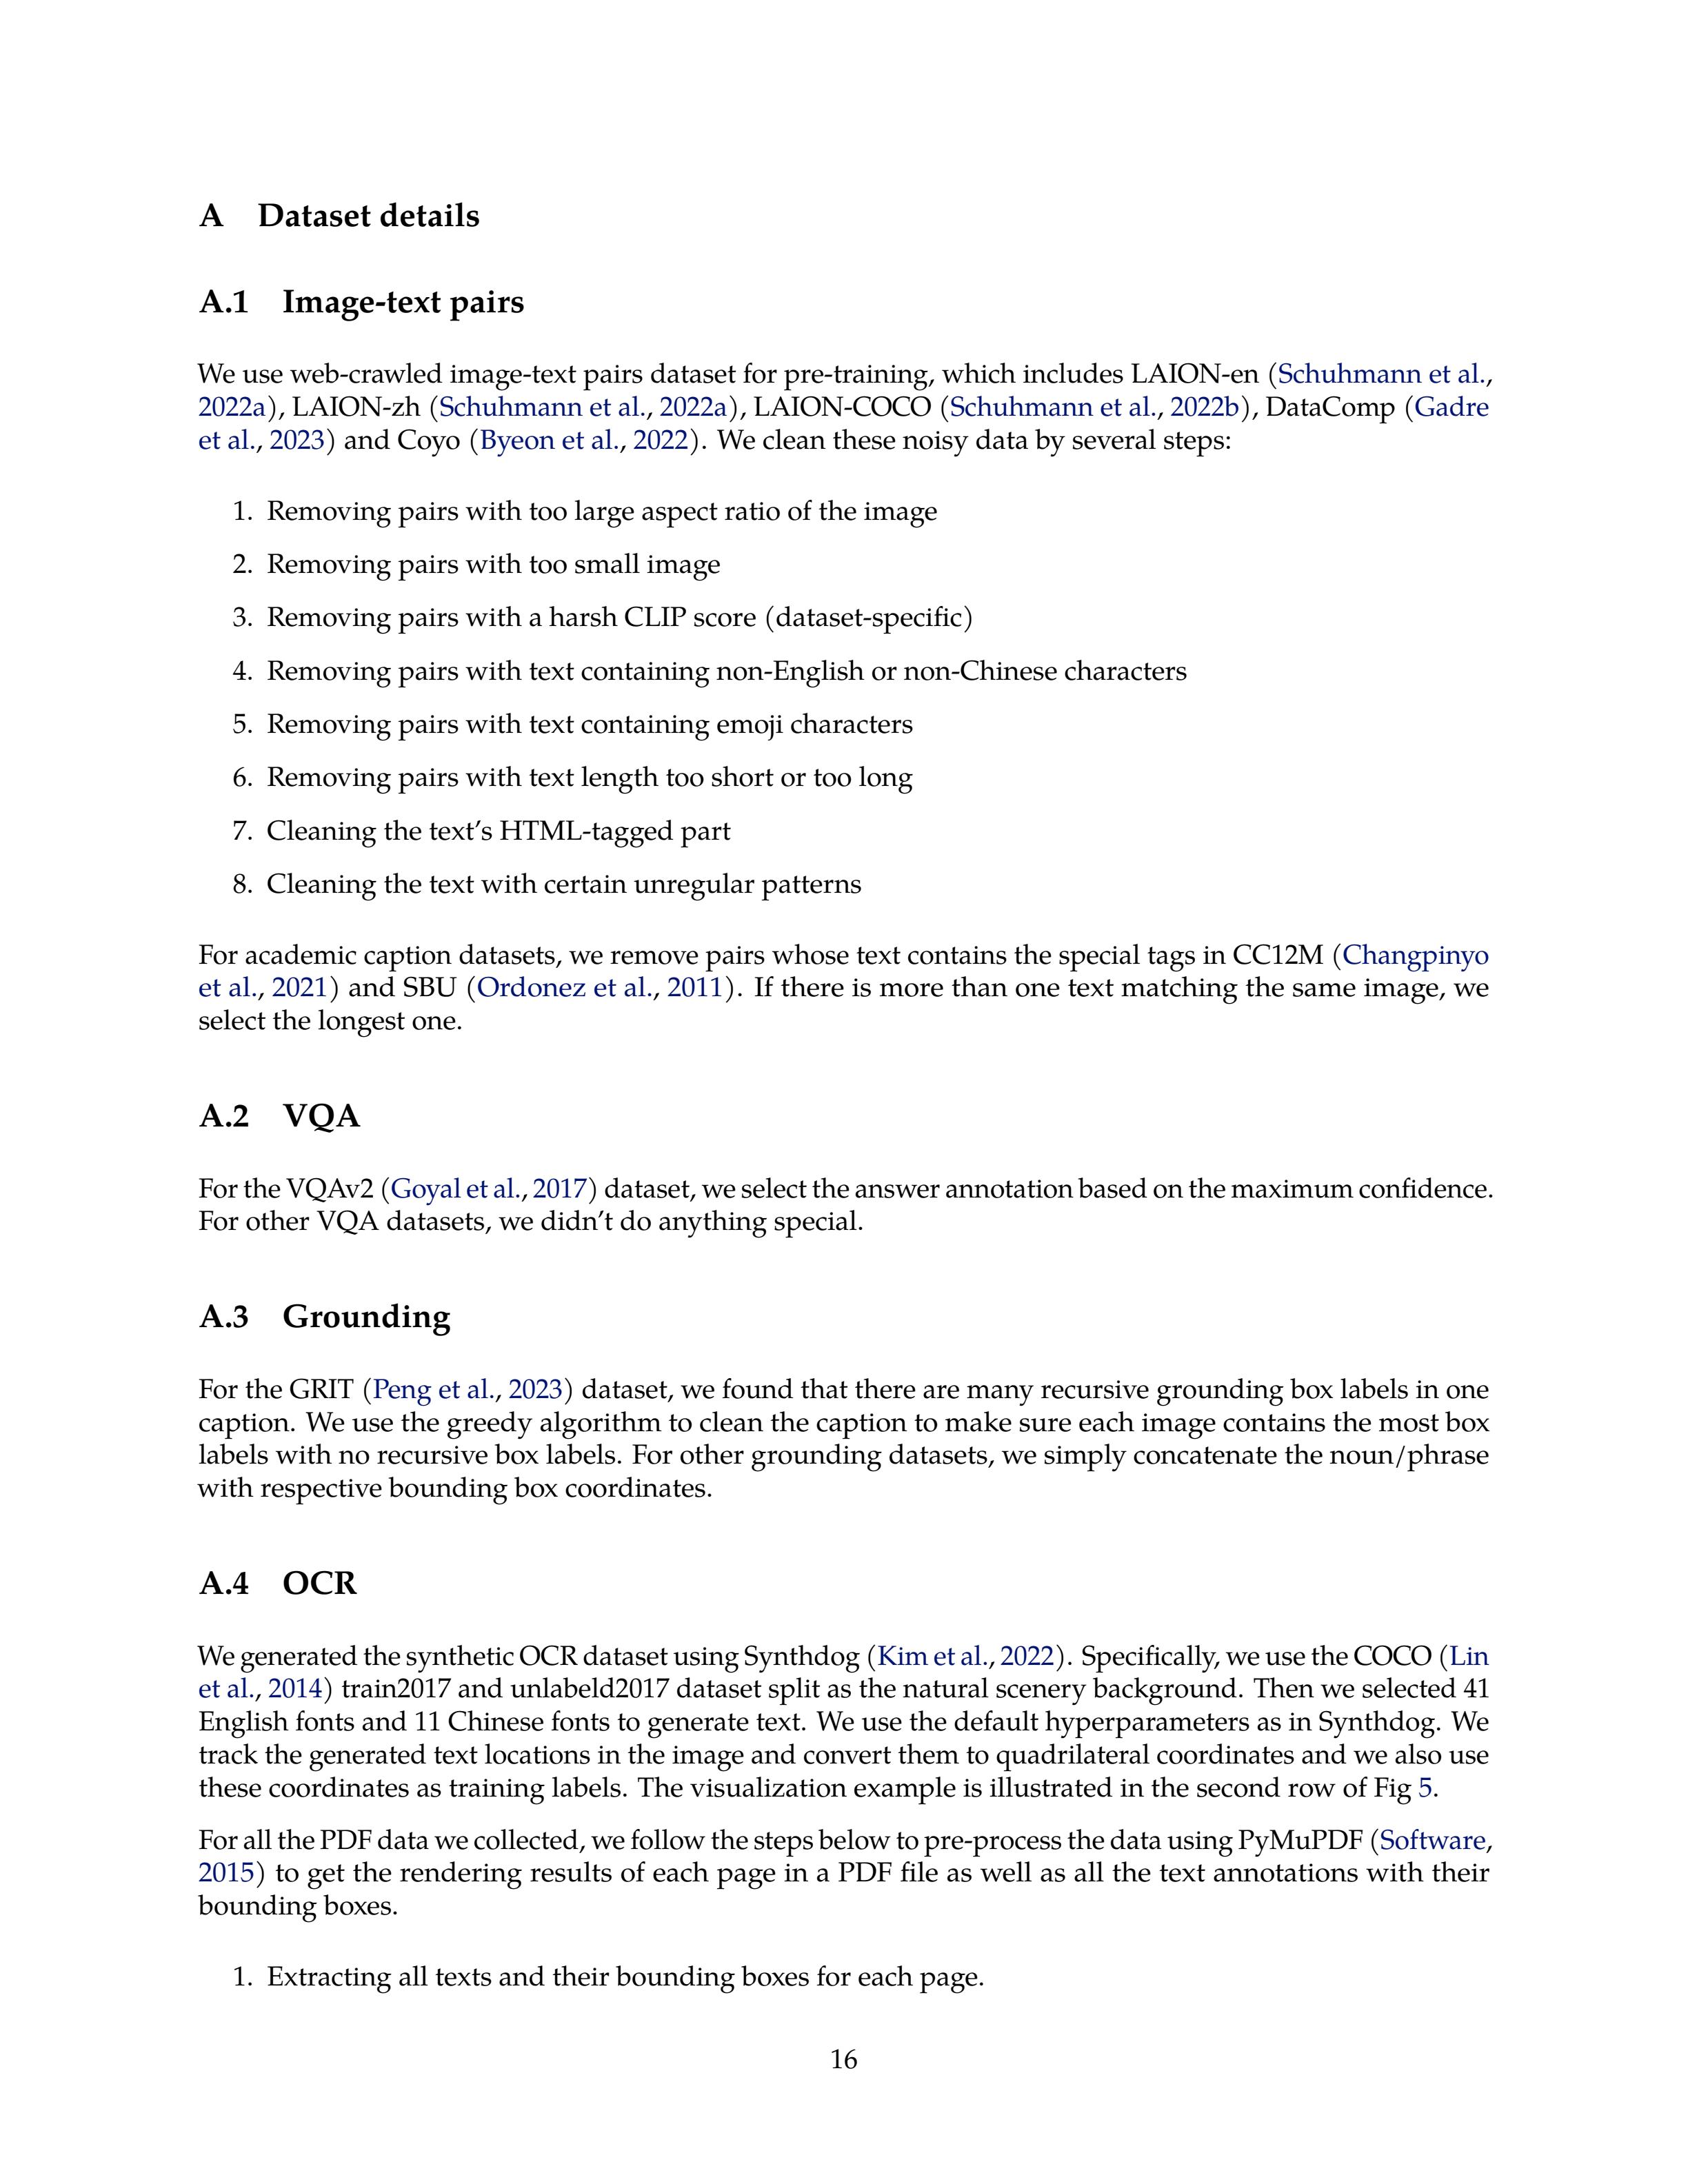 A Dataset details
A.1 Image-text pairs
We use web-crawled image-text pairs dataset for pre-training, which includes LAION-en (Schuhmann et al.,
2022a), LAION-zh (Schuhmann et al., 2022a), LAION-COCO (Schuhmann et al., 2022b), DataComp (Gadre
et al., 2023) and Coyo (Byeon et al., 2022). We clean these noisy data by several steps:
1. Removing pairs with too large aspect ratio of the image
2. Removing pairs with too small image
3. Removing pairs with a harsh CLIP score (dataset-specific)
4. Removing pairs with text containing non-English or non-Chinese characters
5. Removing pairs with text containing emoji characters
6. Removing pairs with text length too short or too long
7. Cleaning the text's HTML-tagged part
8. Cleaning the text with certain unregular patterns
For academic caption datasets, we remove pairs whose text contains the special tags in CC12M (Changpinyo
et al., 2021) and SBU (Ordonez et al., 2011). If there is more than one text matching the same image, we
select the longest one.
A.2 VQA
For the VQAv2 (Goyal et al., 2017) dataset, we select the answer annotation based on the maximum confidence.
For other VQA datasets, we didn't do anything special.
A.3 Grounding
For the GRIT (Peng et al., 2023) dataset, we found that there are many recursive grounding box labels in one
caption. We use the greedy algorithm to clean the caption to make sure each image contains the most box
labels with no recursive box labels. For other grounding datasets, we simply concatenate the noun/phrase
with respective bounding box coordinates.
A.4 OCR
We generated the synthetic OCR dataset using Synthdog (Kim et al., 2022). Specifically, we use the COCO (Lin
et al., 2014) train2017 and unlabeld2017 dataset split as the natural scenery background. Then we selected 41
English fonts and 11 Chinese fonts to generate text. We use the default hyperparameters as in Synthdog. We
track the generated text locations in the image and convert them to quadrilateral coordinates and we also use
these coordinates as training labels. The visualization example is illustrated in the second row of Fig 5.
For all the PDF data we collected, we follow the steps below to pre-process the data using PyMuPDF (Software,
2015) to get the rendering results of each page in a PDF file as well as all the text annotations with their
bounding boxes.
1. Extracting all texts and their bounding boxes for each page.
16